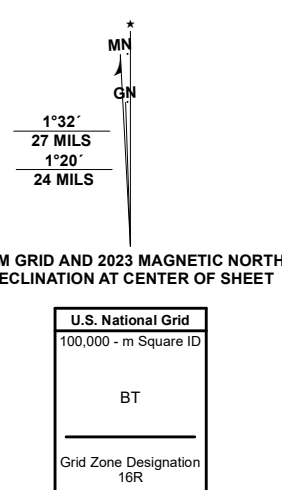 MN
GN
1°32´
27 MILS
1°20´
24 MILS
M GRID AND 2023 MAGNETIC NORTH
ECLINATION AT CENTER OF SHEET
U.S. National Grid
100,000 - m Square ID
BT
Grid Zone Designation
16R